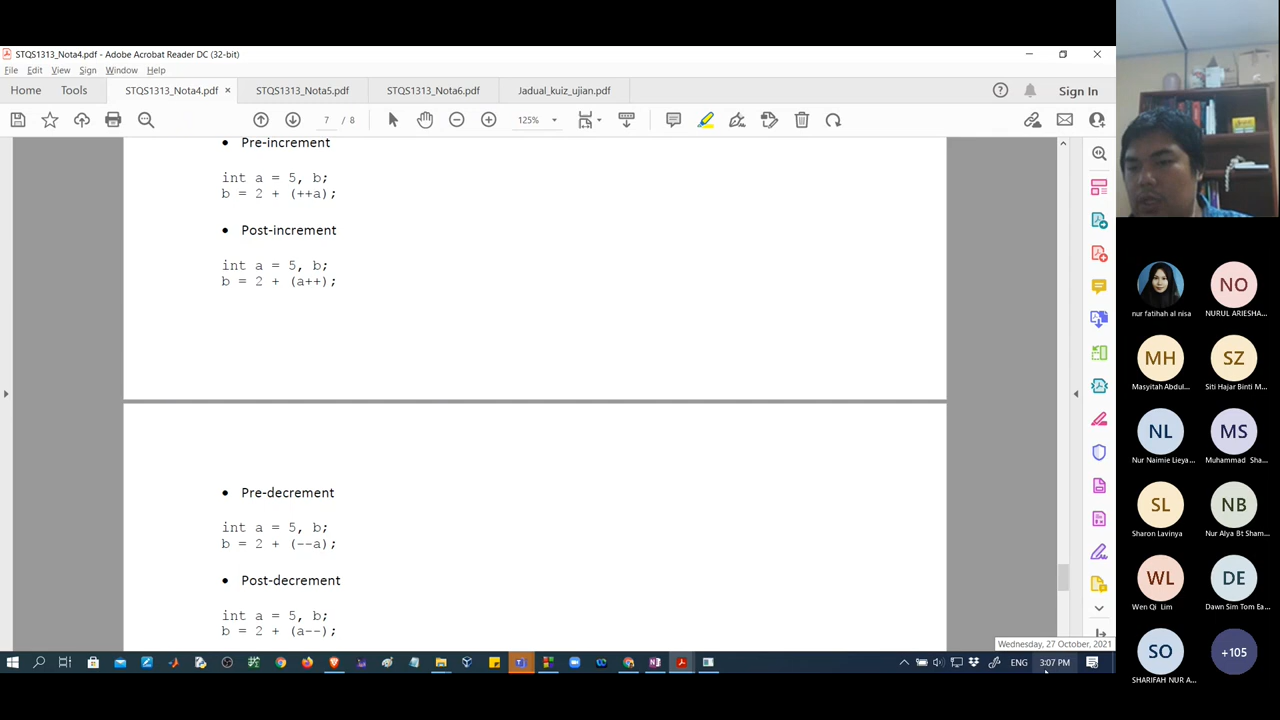 STQS1313_Nota4.pdf - Adobe Acrobat Reader DC (32-bit)
File Edit View Sign Window Help
Home Tools STQS1313_Nota4.pdf × STQS1313_Nota5.pdf STQS1313_Nota6.pdf Jadual_kuiz_ujian.pdf Sign In
7 / 8 125%
• Pre-increment
int a = 5, b;
b = 2 + (++a);
• Post-increment
int a = 5, b;
b = 2 + (a++);
• Pre-decrement
int a = 5, b;
b = 2 + (--a);
• Post-decrement
int a = 5, b;
b = 2 + (a--);
Wednesday, 27 October, 2021
ENG 3:07 PM
nur fatihah al nisa
NO
NURUL ARIESHA...
MH
Masyitah Abdul...
SZ
Siti Hajar Binti M...
NL
Nur Naimie Lieya...
MS
Muhammad Sha...
SL
Sharon Lavinya
NB
Nur Alya Bt Sham...
WL
Wen Qi Lim
DE
Dawn Sim Tom Ea...
SO
SHARIFAH NUR A...
+105